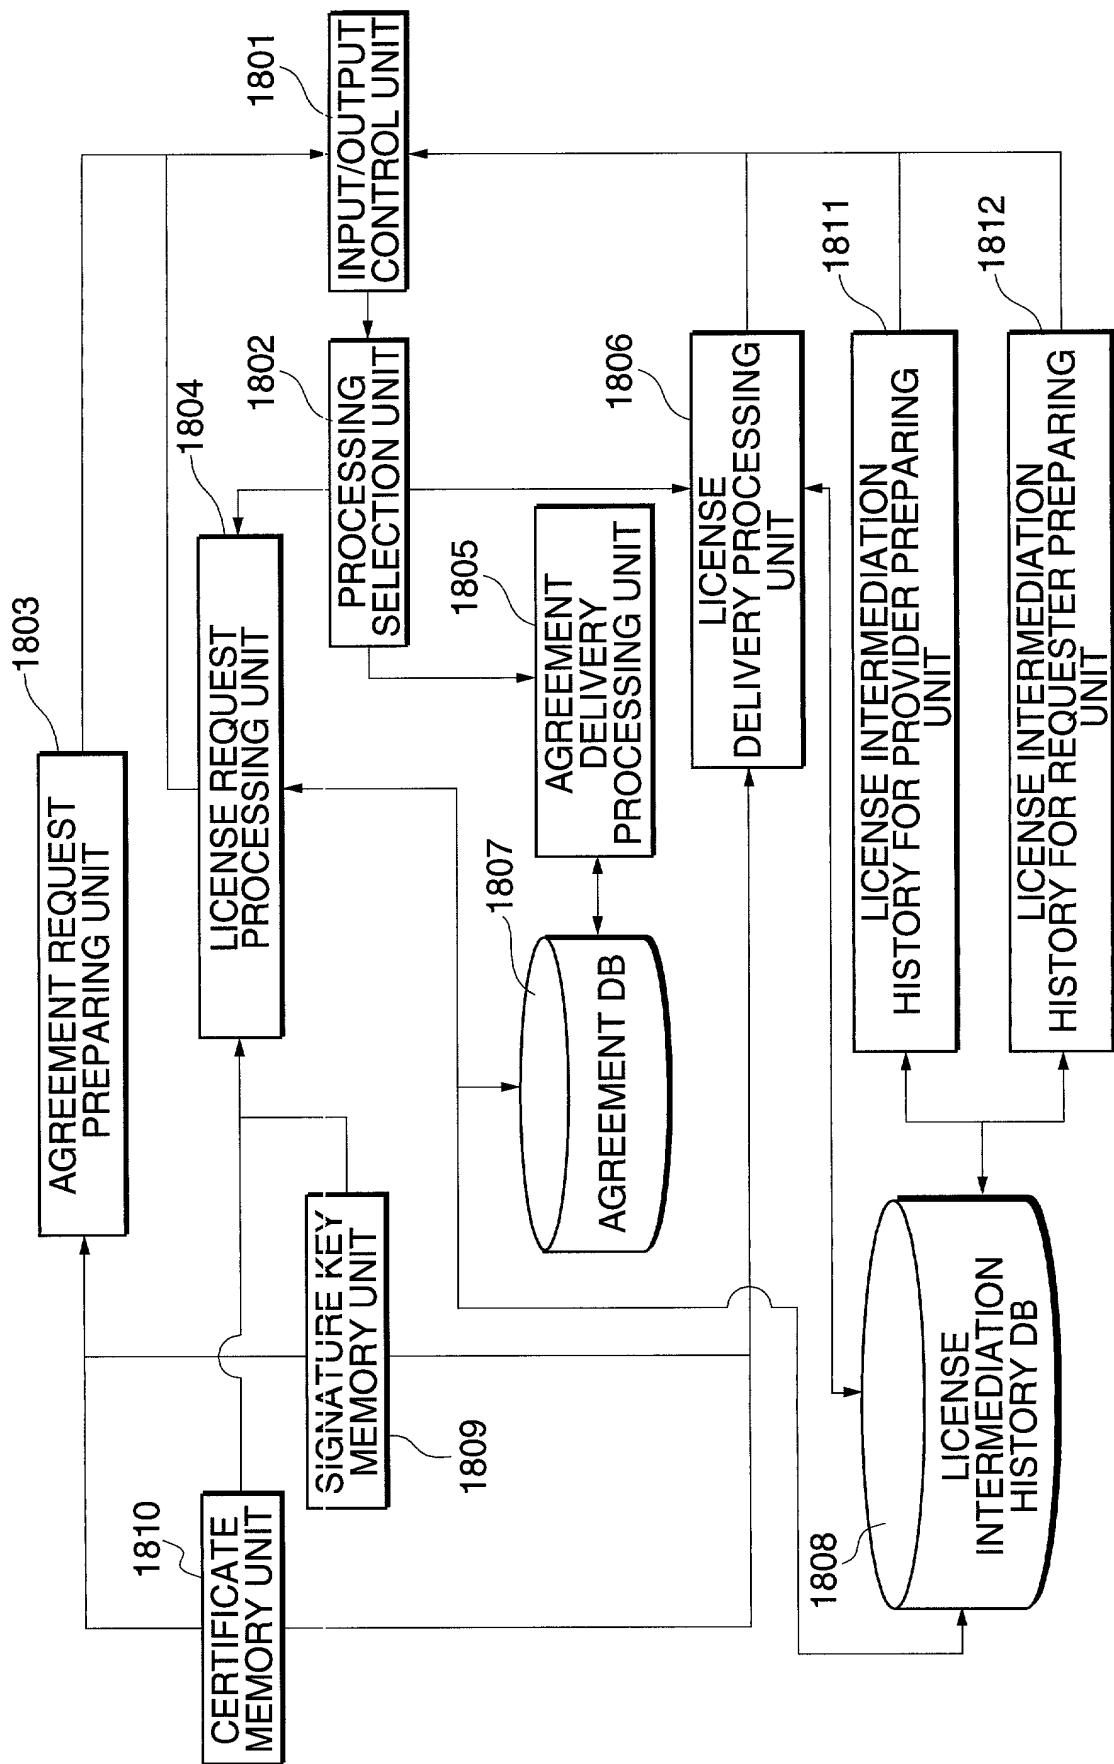 1803
AGREEMENT REQUEST
PREPARING UNIT
1810
CERTIFICATE
MEMORY UNIT
1804
LICENSE REQUEST
PROCESSING UNIT
1801
INPUT/OUTPUT
CONTROL UNIT
1802
PROCESSING
SELECTION UNIT
SIGNATURE KEY
MEMORY UNIT
1809
1807
AGREEMENT DB
1805
AGREEMENT
DELIVERY
PROCESSING UNIT
1806
LICENSE
DELIVERY PROCESSING
UNIT
1808
LICENSE
INTERMEDIATION
HISTORY DB
1811
LICENSE INTERMEDIATION
HISTORY FOR PROVIDER PREPARING
UNIT
1812
LICENSE INTERMEDIATION
HISTORY FOR REQUESTER PREPARING
UNIT